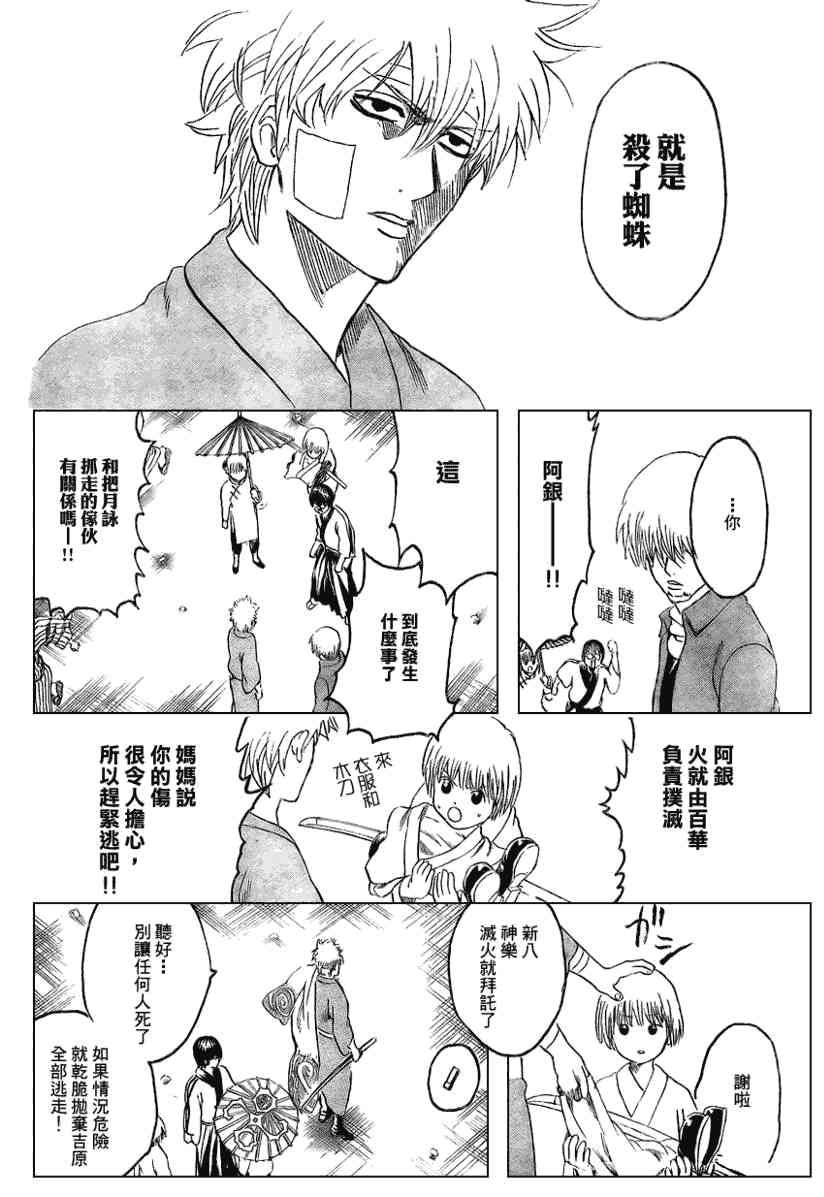 就是
殺了蜘蛛
…你
阿銀——!!
噠噠
噠噠
這
到底發生
什麼事了
和把月詠
抓走的傢伙
有關係嗎—!!
阿銀
火就由百華
負責撲滅
來
衣服和
木刀
媽媽說
你的傷
很令人擔心，
所以趕緊逃吧!!
ガシ
謝啦
新八
神樂
滅火就拜託了
！
聽好…
別讓任何人死了
如果情況危險
就乾脆拋棄吉原
全部逃走！